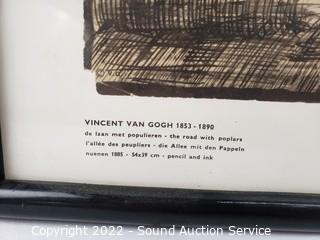 VINCENT VAN GOGH 1853 - 1890
de laan met populieren - the road with poplars
l'allée des peupliers - die Allee mit den Pappeln
nuenen 1885 - 54x39 cm - pencil and ink
Copyright 2022 - Sound Auction Service